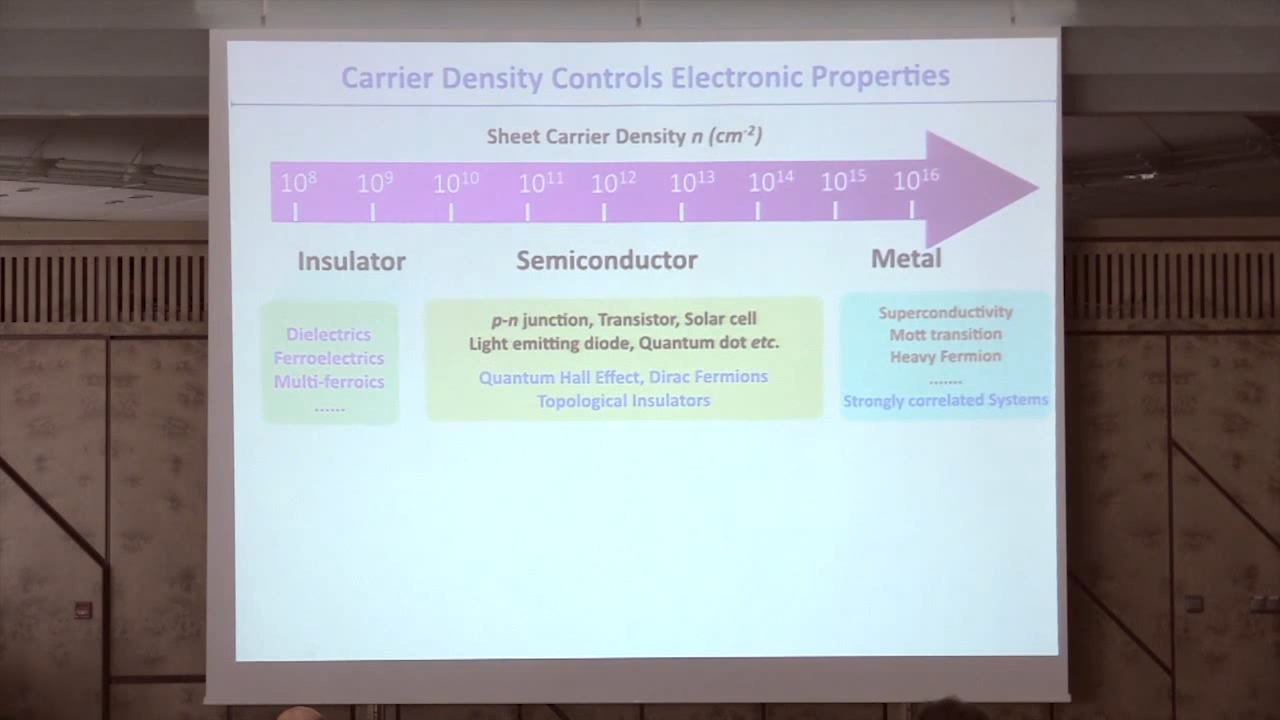 Carrier Density Controls Electronic Properties
Sheet Carrier Density n (cm⁻²)
10⁸ 10⁹ 10¹⁰ 10¹¹ 10¹² 10¹³ 10¹⁴ 10¹⁵ 10¹⁶
Insulator Semiconductor Metal
Dielectrics
Ferroelectrics
Multi-ferroics
......
p-n junction, Transistor, Solar cell
Light emitting diode, Quantum dot etc.
Quantum Hall Effect, Dirac Fermions
Topological Insulators
Superconductivity
Mott transition
Heavy Fermion
.......
Strongly correlated Systems